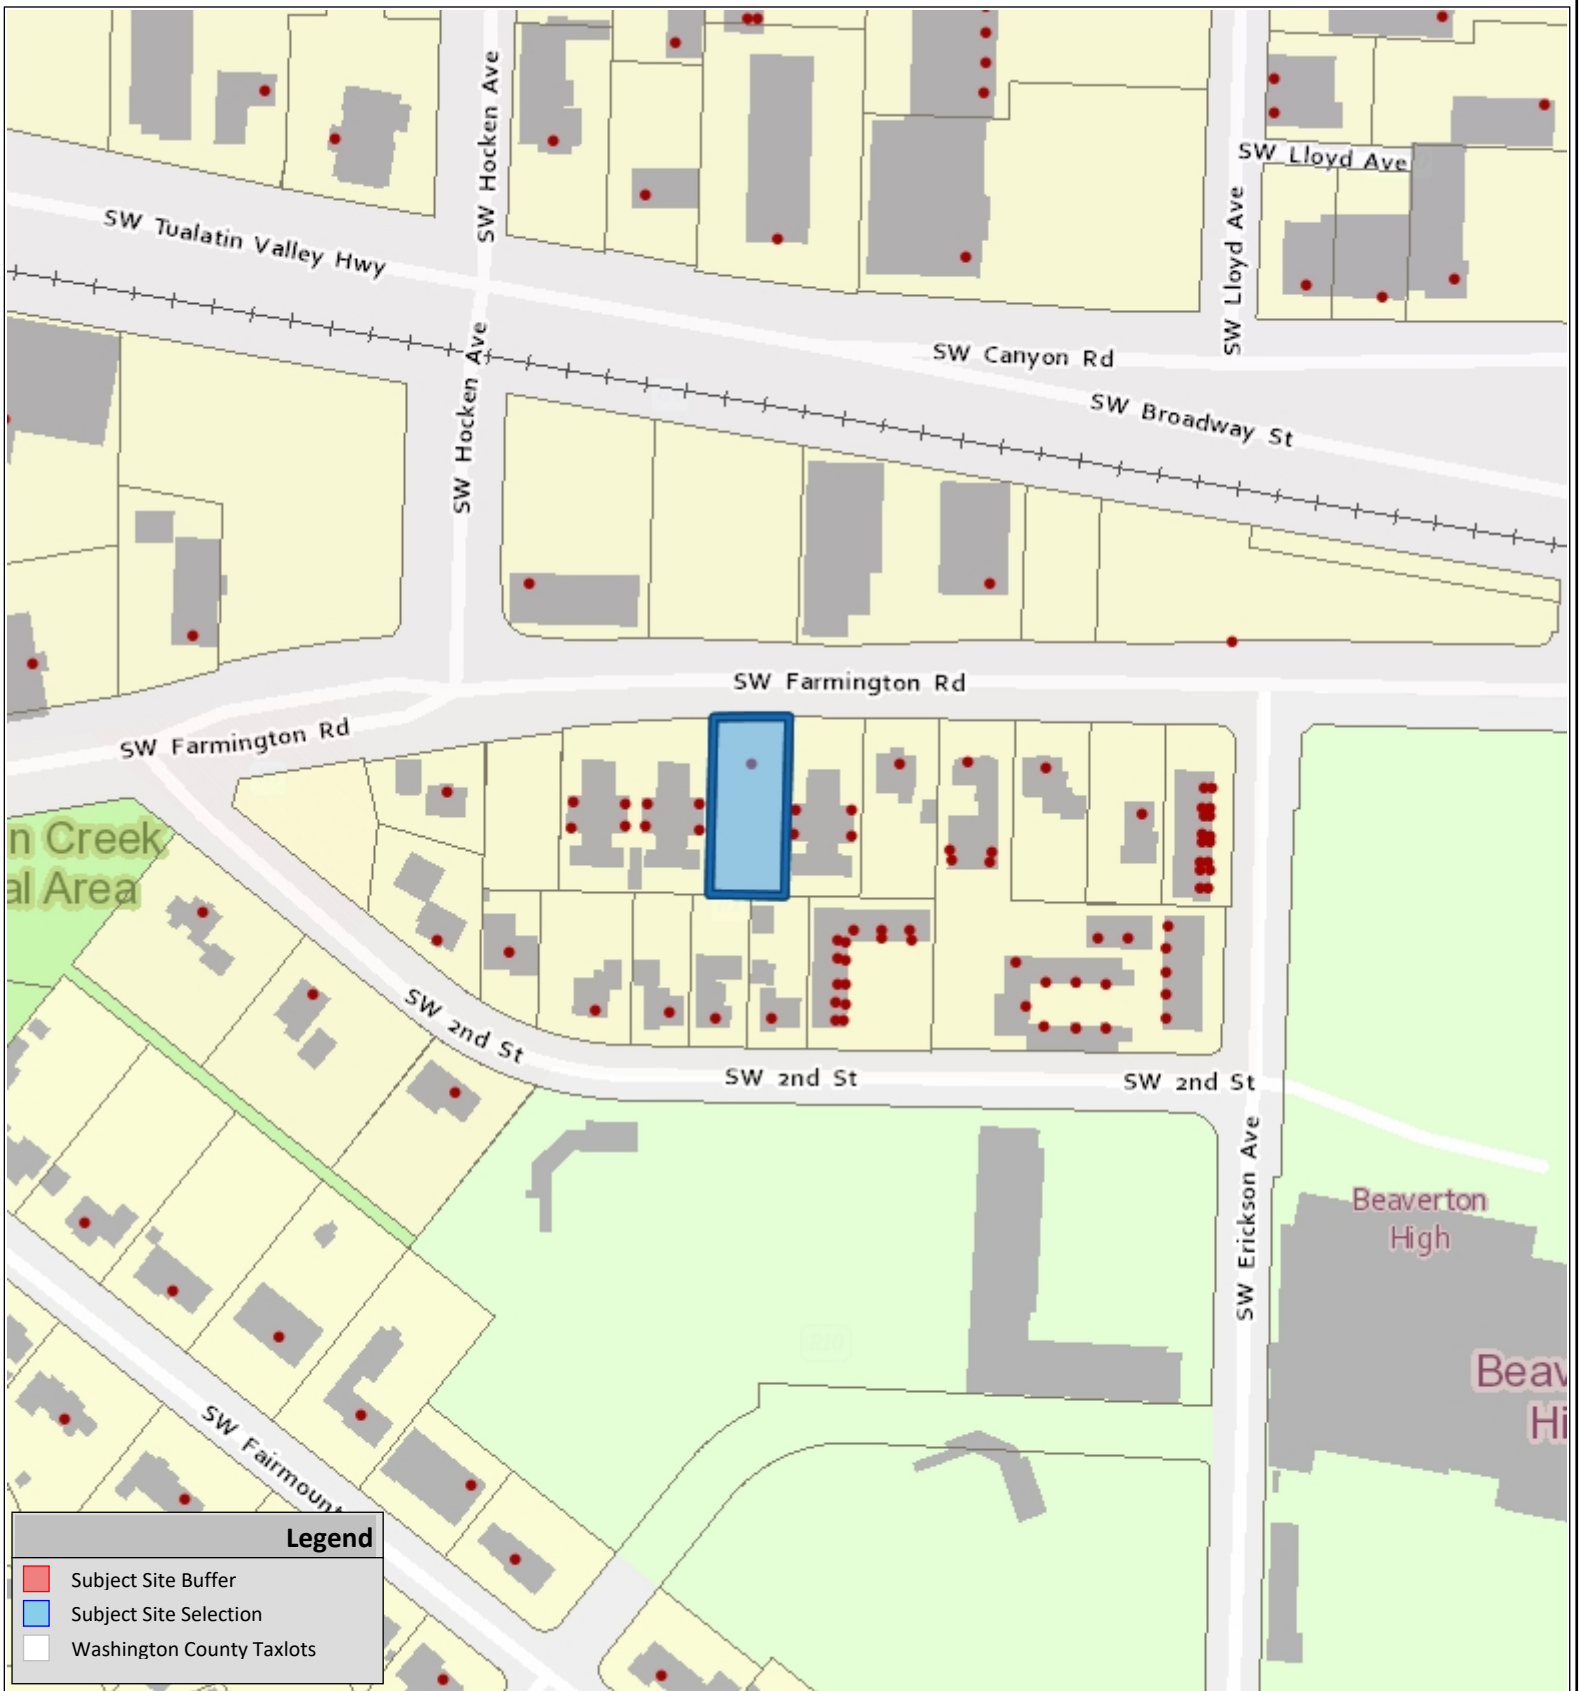 SW Hocken Ave
SW Lloyd Ave
SW Lloyd Ave
SW Tualatin Valley Hwy
SW Canyon Rd
SW Hocken Ave
SW Broadway St
SW Farmington Rd
SW Farmington Rd
n Creek
al Area
SW 2nd St
SW 2nd St
SW 2nd St
SW Erickson Ave
Beaverton
High
Beav
Hi
SW Fairmount
Legend
Subject Site Buffer
Subject Site Selection
Washington County Taxlots